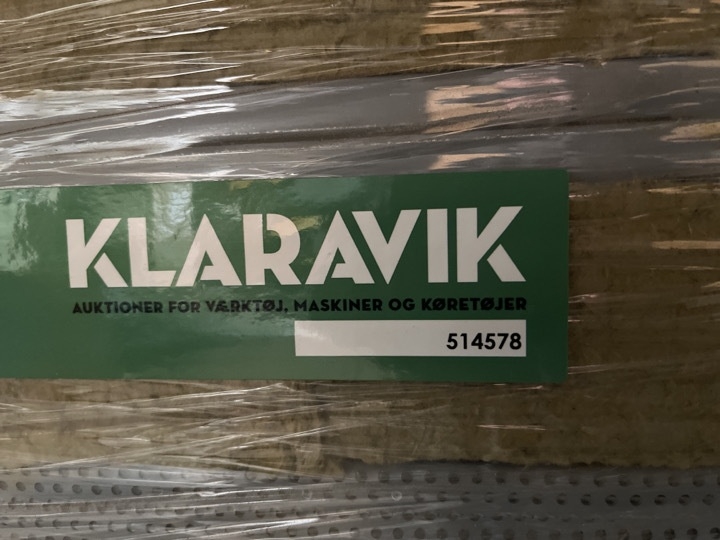 KLARAVIK
AUKTIONER FOR VÆRKTØJ, MASKINER OG KØRETØJER
514578